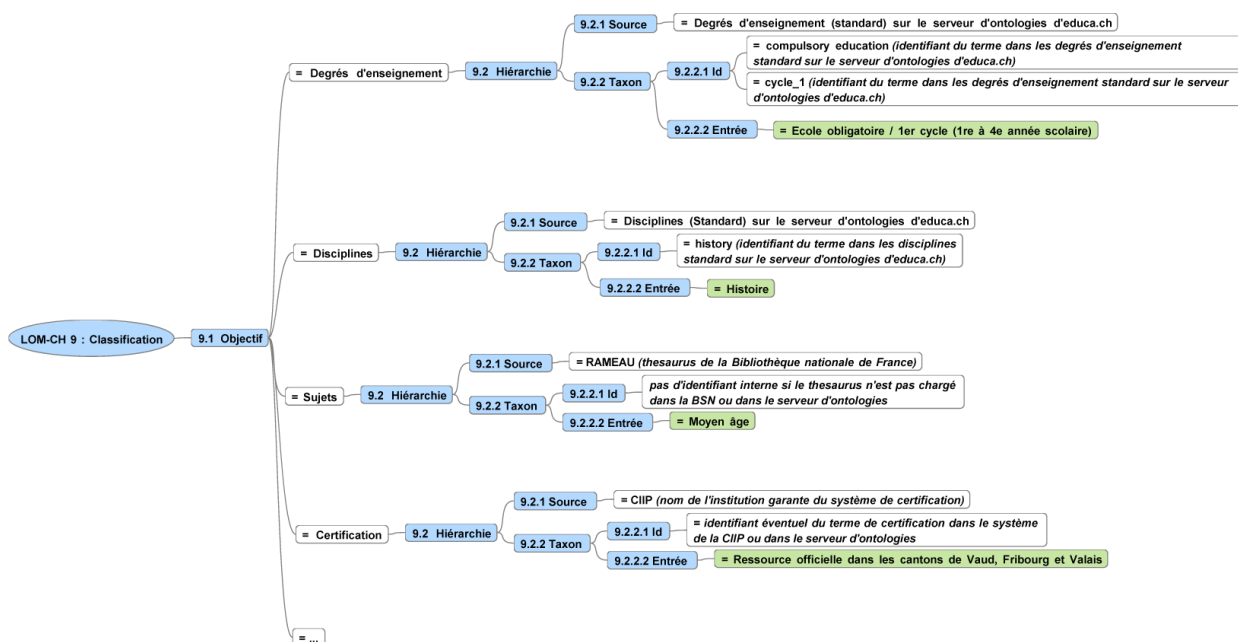 9.2.1 Source
= Degrés d'enseignement (standard) sur le serveur d'ontologies d'educa.ch
= Degrés d'enseignement
9.2 Hiérarchie
9.2.2 Taxon
9.2.2.1 Id
= compulsory education (identifiant du terme dans les degrés d'enseignement
standard sur le serveur d'ontologies d'educa.ch)
= cycle_1 (identifiant du terme dans les degrés d'enseignement standard sur le serveur
d'ontologies d'educa.ch)
9.2.2.2 Entrée
= Ecole obligatoire / 1er cycle (1re à 4e année scolaire)
9.2.1 Source
= Disciplines (Standard) sur le serveur d'ontologies d'educa.ch
= Disciplines
9.2 Hiérarchie
9.2.2 Taxon
9.2.2.1 Id
= history (identifiant du terme dans les disciplines
standard sur le serveur d'ontologies d'educa.ch)
9.2.2.2 Entrée
= Histoire
LOM-CH 9 : Classification
9.1 Objectif
9.2.1 Source
= RAMEAU (thesaurus de la Bibliothèque nationale de France)
= Sujets
9.2 Hiérarchie
9.2.2 Taxon
9.2.2.1 Id
pas d'identifiant interne si le thesaurus n'est pas chargé
dans la BSN ou dans le serveur d'ontologies
9.2.2.2 Entrée
= Moyen âge
9.2.1 Source
= CIIP (nom de l'institution garante du système de certification)
= Certification
9.2 Hiérarchie
9.2.2 Taxon
9.2.2.1 Id
= identifiant éventuel du terme de certification dans le système
de la CIIP ou dans le serveur d'ontologies
9.2.2.2 Entrée
= Ressource officielle dans les cantons de Vaud, Fribourg et Valais
= ...